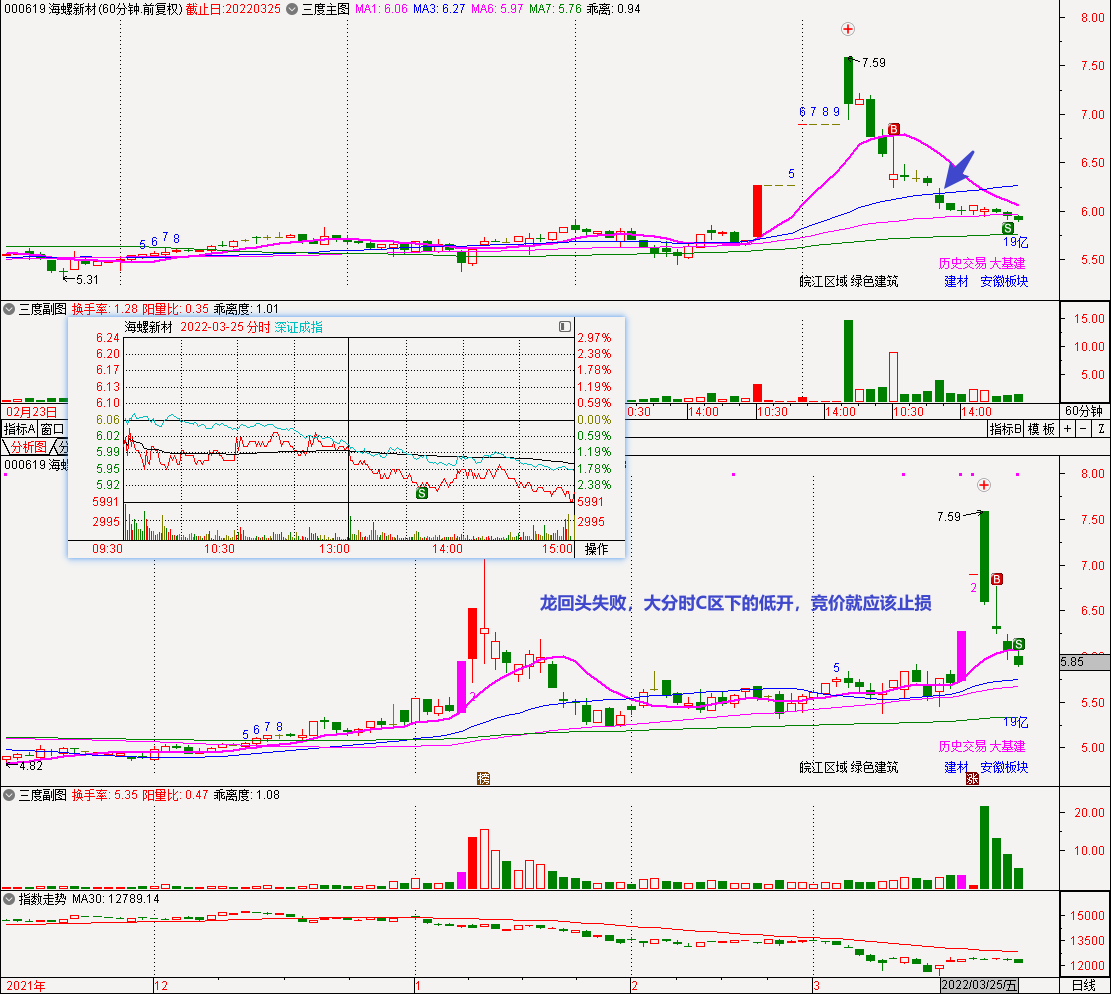 000619 海螺新材(60分钟.前复权) 截止日:20220325 三度主图 MA1: 6.06 MA3: 6.27 MA6: 5.97 MA7: 5.76 乖离: 0.94
8.00
7.50
7.00
6.50
6.00
5.50
7.59
6 7 8 9
B
5
5 6 7 8
5.31
S
19亿
历史交易 大基建
皖江区域 绿色建筑 建材 安徽板块
三度副图 换手率: 1.28 阳量比: 0.35 乖离度: 1.01
15.00
10.00
5.00
02月23日
0:30 14:00 10:30 14:00 10:30 14:00 60分钟
指标A 窗口
指标B 模 板 + - Z
分析图 分
000619 海螺
海螺新材 2022-03-25 分时 深证成指
6.24 2.97%
6.20 2.38%
6.17 1.78%
6.13 1.19%
6.10 0.59%
6.06 0.00%
6.02 0.59%
5.99 1.19%
5.95 1.78%
5.92 2.38%
S
5991 5991
2995 2995
09:30 10:30 13:00 14:00 15:00 操作
8.00
7.50
7.00
6.50
5.85
5.50
5.00
7.59
2
B
龙回头失败，大分时C区下的低开，竞价就应该止损
S
2
5
5 6 7 8
4.82
19亿
历史交易 大基建
皖江区域 绿色建筑 建材 安徽板块
榜
涨
三度副图 换手率: 5.35 阳量比: 0.47 乖离度: 1.08
20.00
10.00
指数走势 MA30: 12789.14
15000
13500
12000
2021年 12 1 2 3 2022/03/25/五 日线